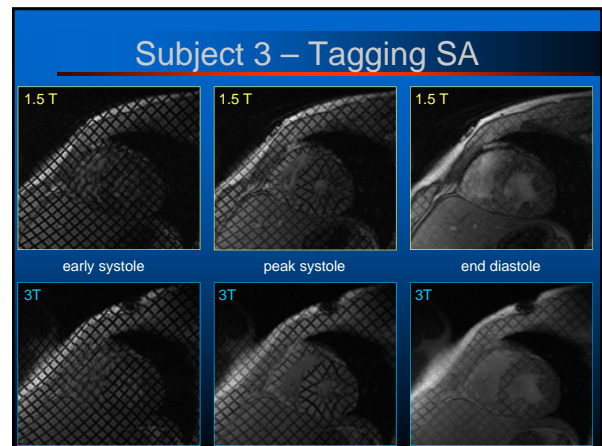 Subject 3 – Tagging SA
1.5 T 1.5 T 1.5 T
early systole peak systole end diastole
3T 3T 3T